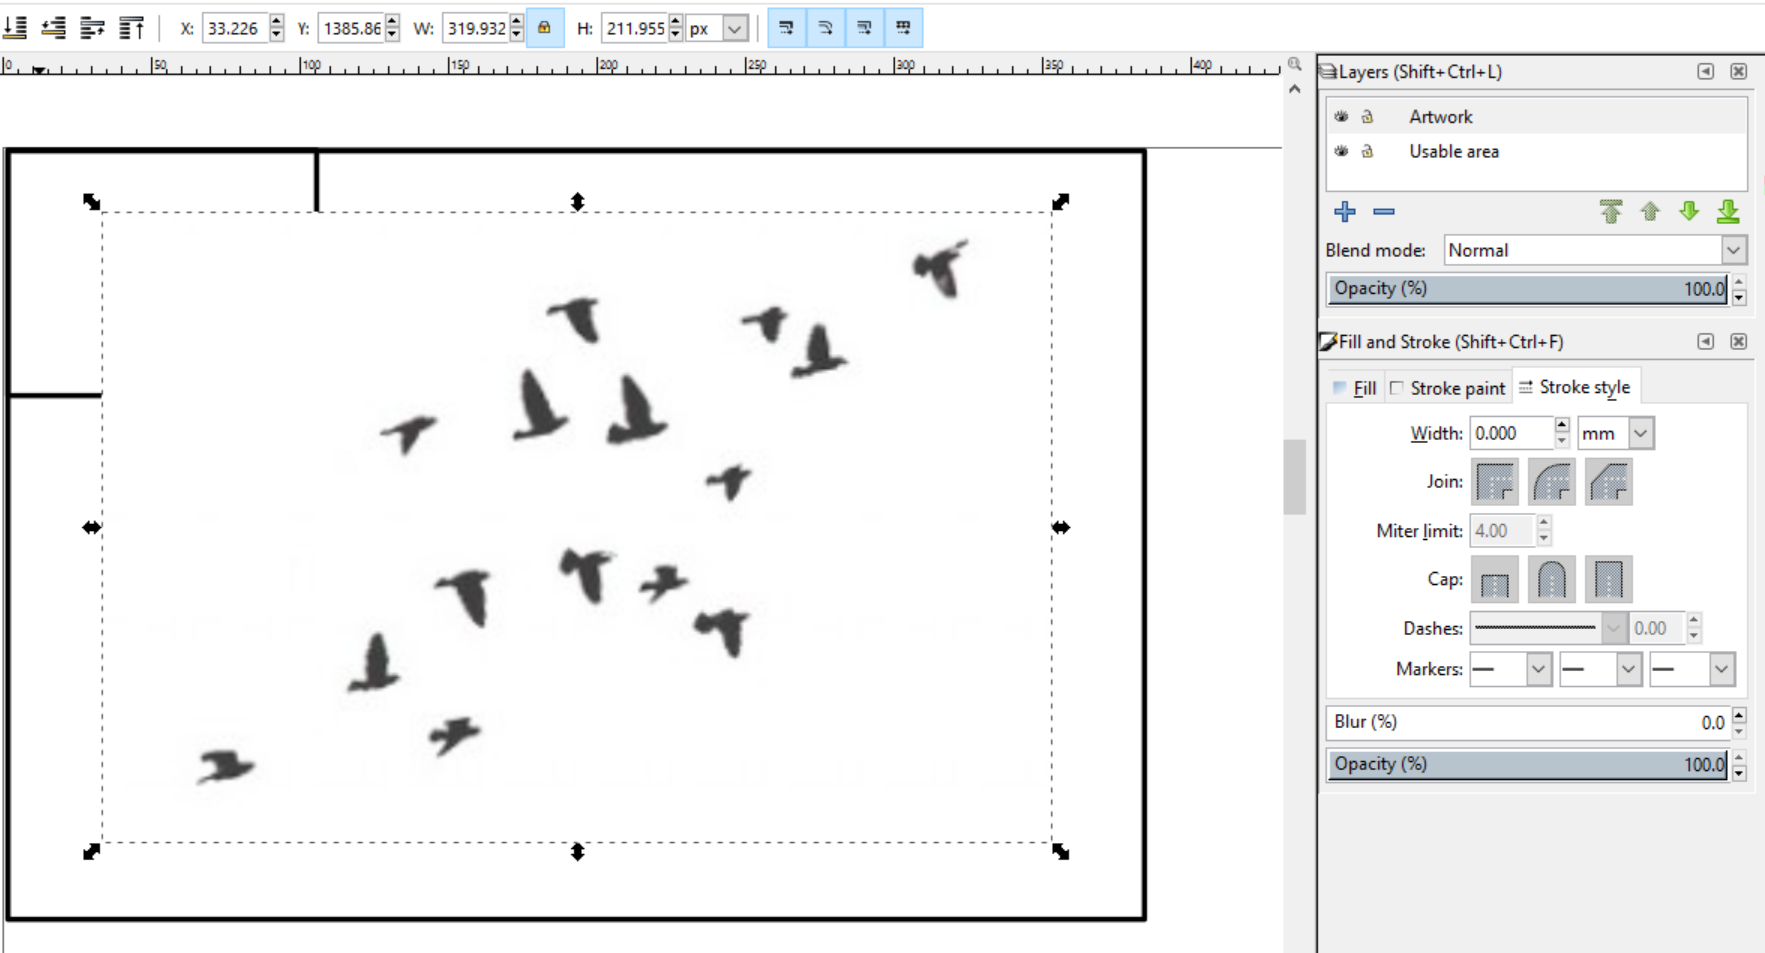 X: 33.226 Y: 1385.86 W: 319.932 H: 211.955 px
0 50 100 150 200 250 300 350 400
Layers (Shift+Ctrl+L)
Artwork
Usable area
Blend mode: Normal
Opacity (%) 100.0
Fill and Stroke (Shift+Ctrl+F)
Fill Stroke paint Stroke style
Width: 0.000 mm
Join:
Miter limit: 4.00
Cap:
Dashes: 0.00
Markers:
Blur (%) 0.0
Opacity (%) 100.0